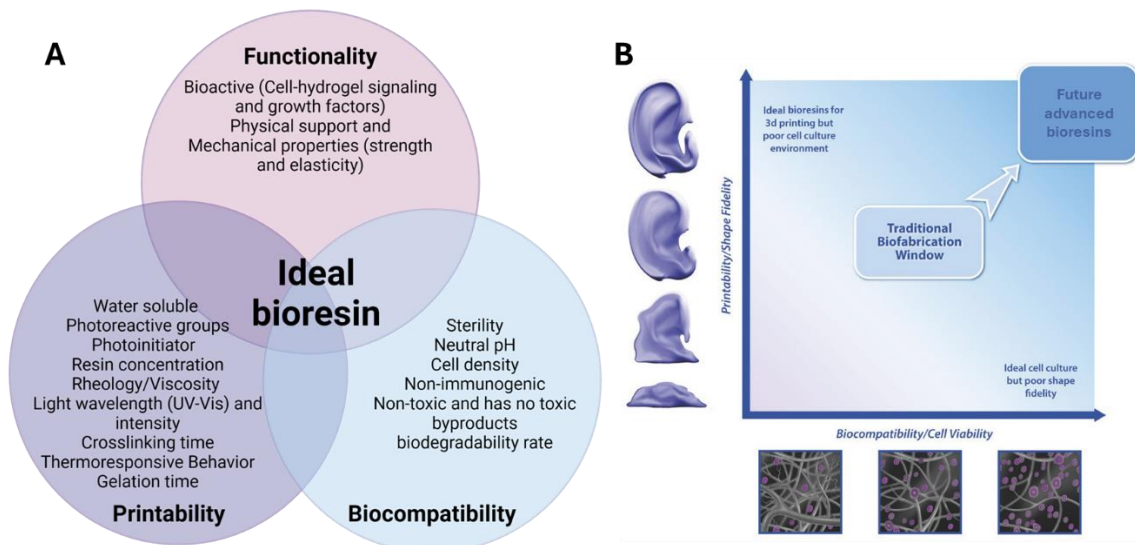 A
Functionality
Bioactive (Cell-hydrogel signaling
and growth factors)
Physical support and
Mechanical properties (strength
and elasticity)
Ideal
bioresin
Water soluble
Photoreactive groups
Photoinitiator
Resin concentration
Rheology/Viscosity
Light wavelength (UV-Vis) and
intensity
Crosslinking time
Thermoresponsive Behavior
Gelation time
Printability
Sterility
Neutral pH
Cell density
Non-immunogenic
Non-toxic and has no toxic
byproducts
biodegradability rate
Biocompatibility
B
Printability/Shape Fidelity
Ideal bioresins for
3d printing but
poor cell culture
environment
Future
advanced
bioresins
Traditional
Biofabrication
Window
Ideal cell culture
but poor shape
fidelity
Biocompatibility/Cell Viability